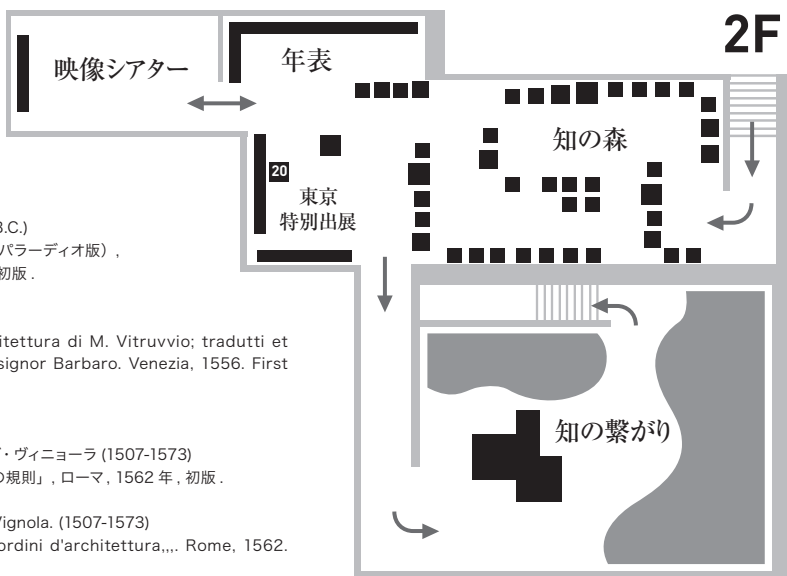 2F
映像シアター
年表
知の森
20
東京
特別出展
知の繋がり
B.C.)
パラーディオ版） ,
初版 .
itettura di M. Vitruvvio; tradutti et
signor Barbaro. Venezia, 1556. First
・ヴィニョーラ (1507-1573)
の規則」 , ローマ , 1562 年 , 初版 .
Vignola. (1507-1573)
ordini d'architettura,,,. Rome, 1562.